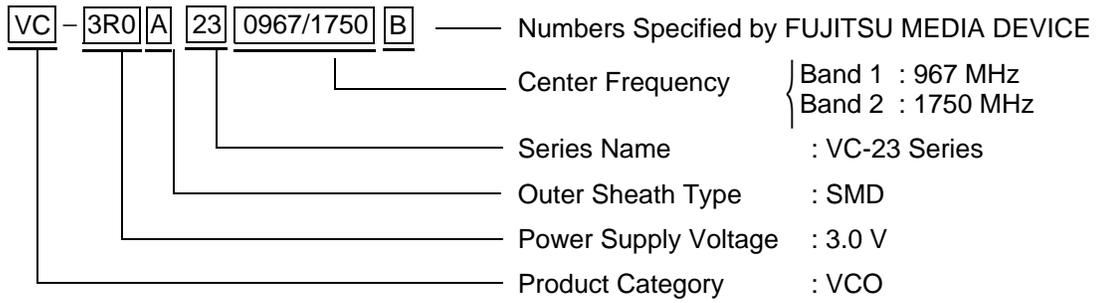 VC – 3R0 A 23 0967/1750 B Numbers Specified by FUJITSU MEDIA DEVICE
Center Frequency Band 1 : 967 MHz
Band 2 : 1750 MHz
Series Name : VC-23 Series
Outer Sheath Type : SMD
Power Supply Voltage : 3.0 V
Product Category : VCO